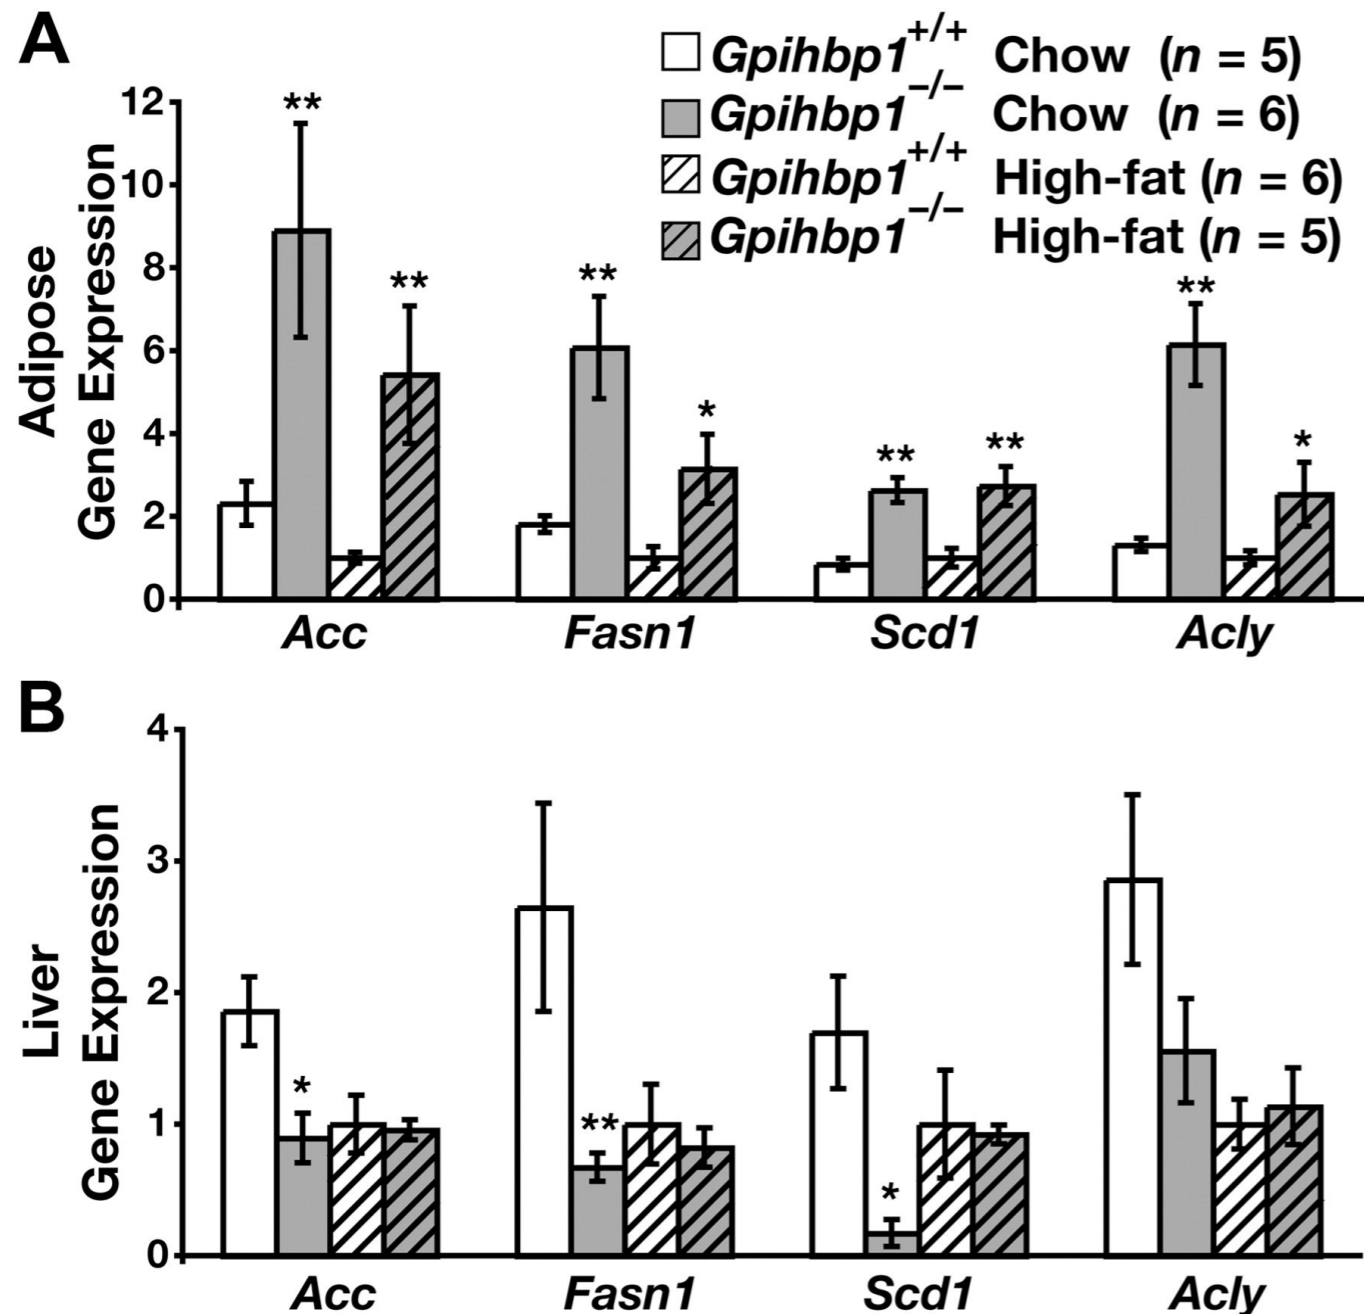 A
Gpihbp1+/+ Chow (n = 5)
Gpihbp1−/− Chow (n = 6)
Gpihbp1+/+ High-fat (n = 6)
Gpihbp1−/− High-fat (n = 5)
Adipose
Gene Expression
12
10
8
6
4
2
0
** ** ** * ** ** ** *
Acc Fasn1 Scd1 Acly
B
Liver
Gene Expression
4
3
2
1
0
* ** *
Acc Fasn1 Scd1 Acly